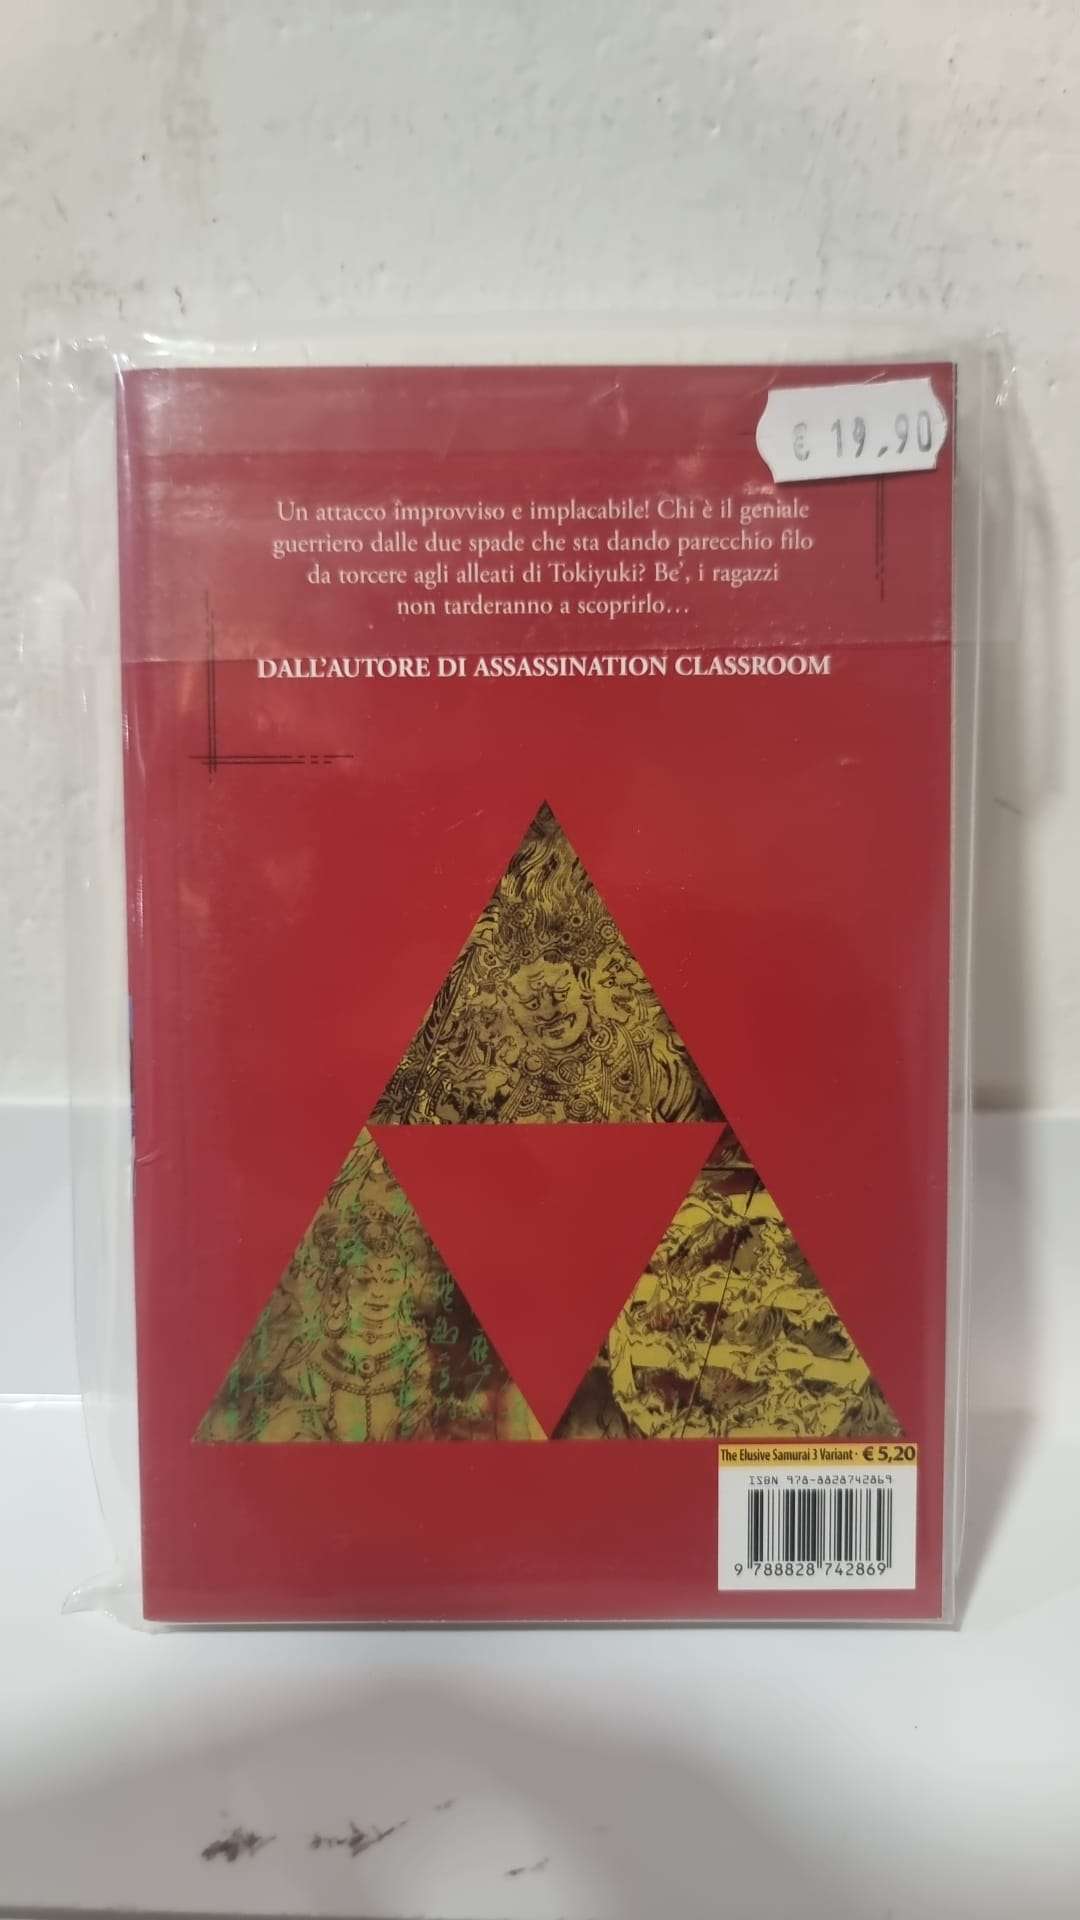 € 19,90
Un attacco improvviso e implacabile! Chi è il geniale
guerriero dalle due spade che sta dando parecchio filo
da torcere agli alleati di Tokiyuki? Be’, i ragazzi
non tarderanno a scoprirlo…
DALL’AUTORE DI ASSASSINATION CLASSROOM
The Elusive Samurai 3 Variant · € 5,20
ISBN 978-8828742869
9 788828 742869